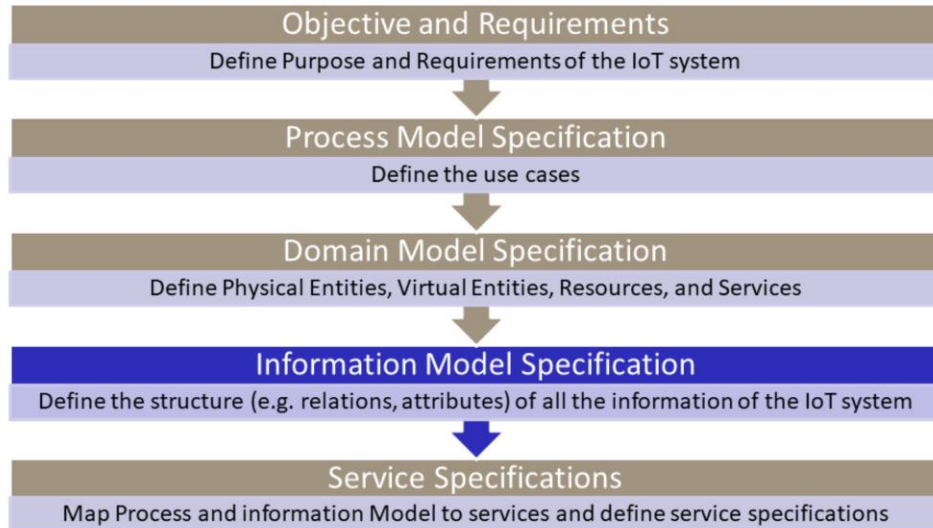 Objective and Requirements
Define Purpose and Requirements of the IoT system
Process Model Specification
Define the use cases
Domain Model Specification
Define Physical Entities, Virtual Entities, Resources, and Services
Information Model Specification
Define the structure (e.g. relations, attributes) of all the information of the IoT system
Service Specifications
Map Process and information Model to services and define service specifications